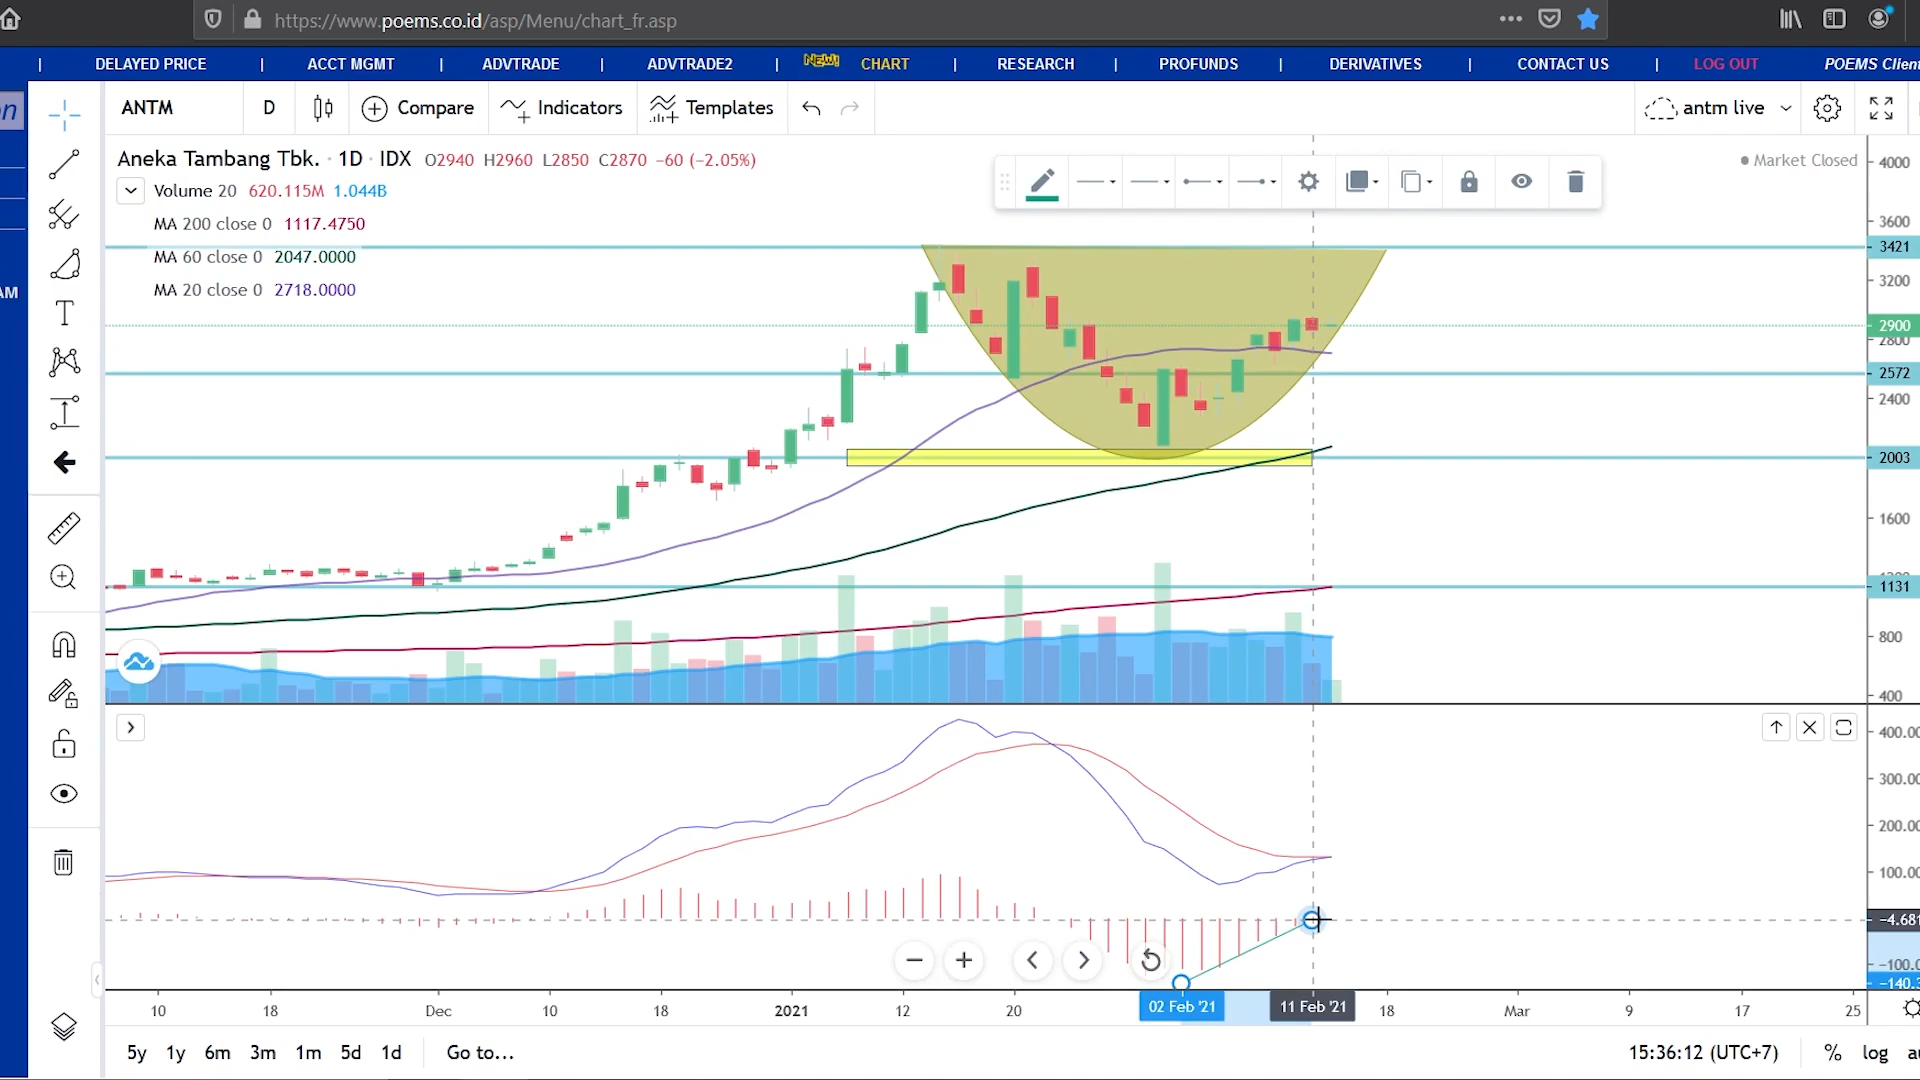 https://www.poems.co.id/asp/Menu/chart_fr.asp
| DELAYED PRICE | ACCT MGMT | ADVTRADE | ADVTRADE2 | NEW! CHART | RESEARCH | PROFUNDS | DERIVATIVES | CONTACT US | LOG OUT POEMS Client
on
AM
ANTM D Compare Indicators Templates antm live
Aneka Tambang Tbk. · 1D · IDX O2940 H2960 L2850 C2870 −60 (−2.05%)
Market Closed
Volume 20 620.115M 1.044B
MA 200 close 0 1117.4750
MA 60 close 0 2047.0000
MA 20 close 0 2718.0000
4000
3600
3421
3200
2900
2800
2572
2400
2003
1600
1131
800
400
400.00
300.00
200.00
100.00
−4.681
−100.0
−140.3
10 18 Dec 10 18 2021 12 20 02 Feb '21 11 Feb '21 18 Mar 9 17 25
5y 1y 6m 3m 1m 5d 1d Go to... 15:36:12 (UTC+7) % log au